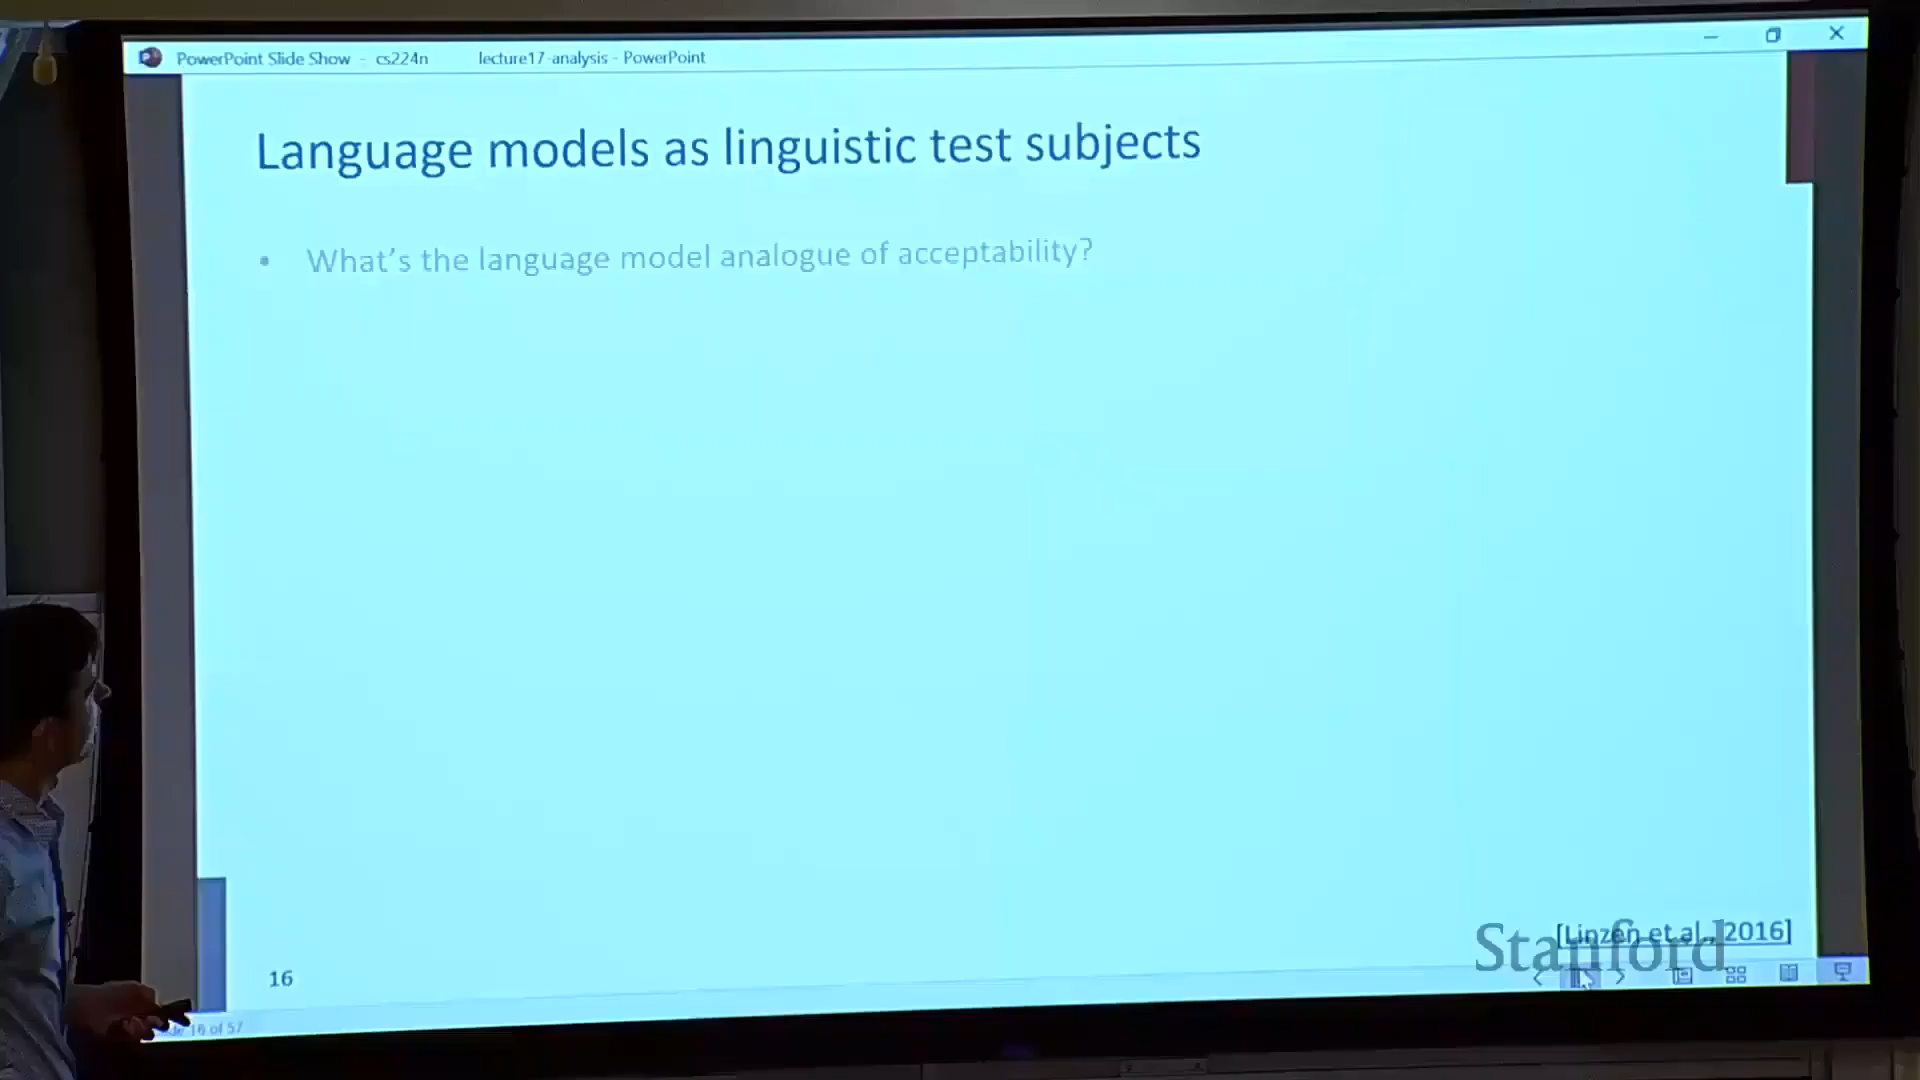 PowerPoint Slide Show - cs224n lecture17-analysis - PowerPoint
Language models as linguistic test subjects
• What's the language model analogue of acceptability?
[Linzen et al., 2016]
Stanford
16
16 of 57